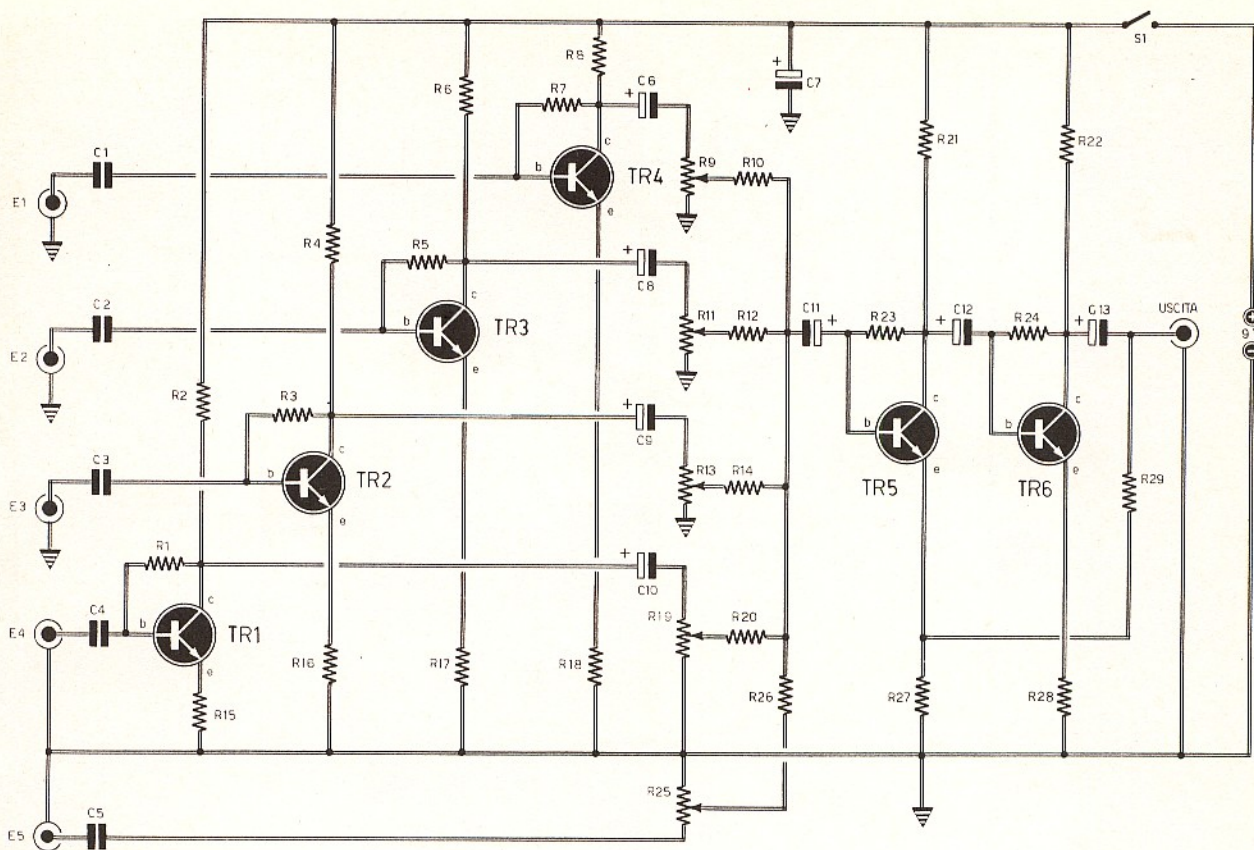 S1
R8
C6
R6
R7
C7
R21
R22
C1
TR4
R9
R10
E1
b
c
e
R4
R5
C8
C2
R11
R12
C11
R23
C12
R24
C13
USCITA
b
c
e
TR3
E2
9
R2
R3
C9
C3
b
c
e
TR2
R13
R14
b
c
e
TR5
b
c
e
TR6
R29
E3
R1
C10
C4
b
c
e
TR1
R19
R20
E4
R16
R17
R18
R15
R26
R27
R28
R25
C5
E5